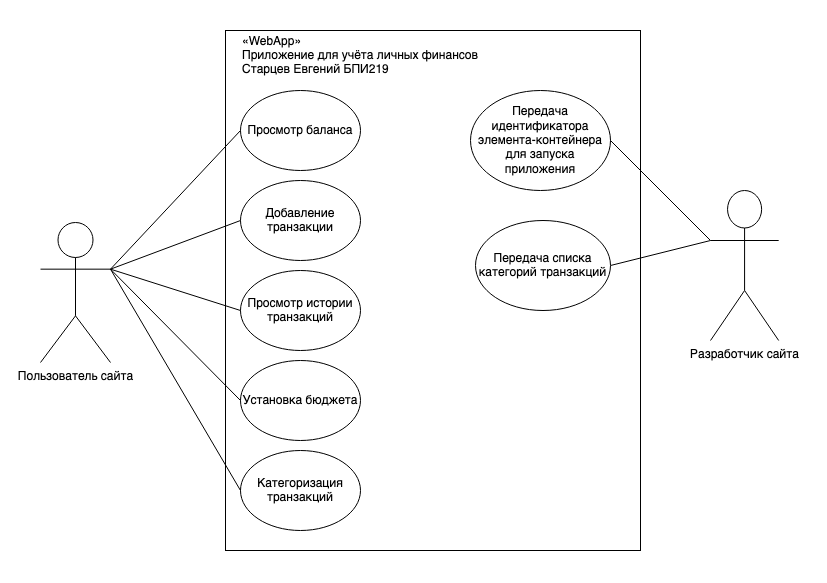 «WebApp»
Приложение для учёта личных финансов
Старцев Евгений БПИ219
Просмотр баланса
Добавление
транзакции
Просмотр истории
транзакций
Установка бюджета
Категоризация
транзакций
Передача
идентификатора
элемента-контейнера
для запуска
приложения
Передача списка
категорий транзакций
Пользователь сайта
Разработчик сайта